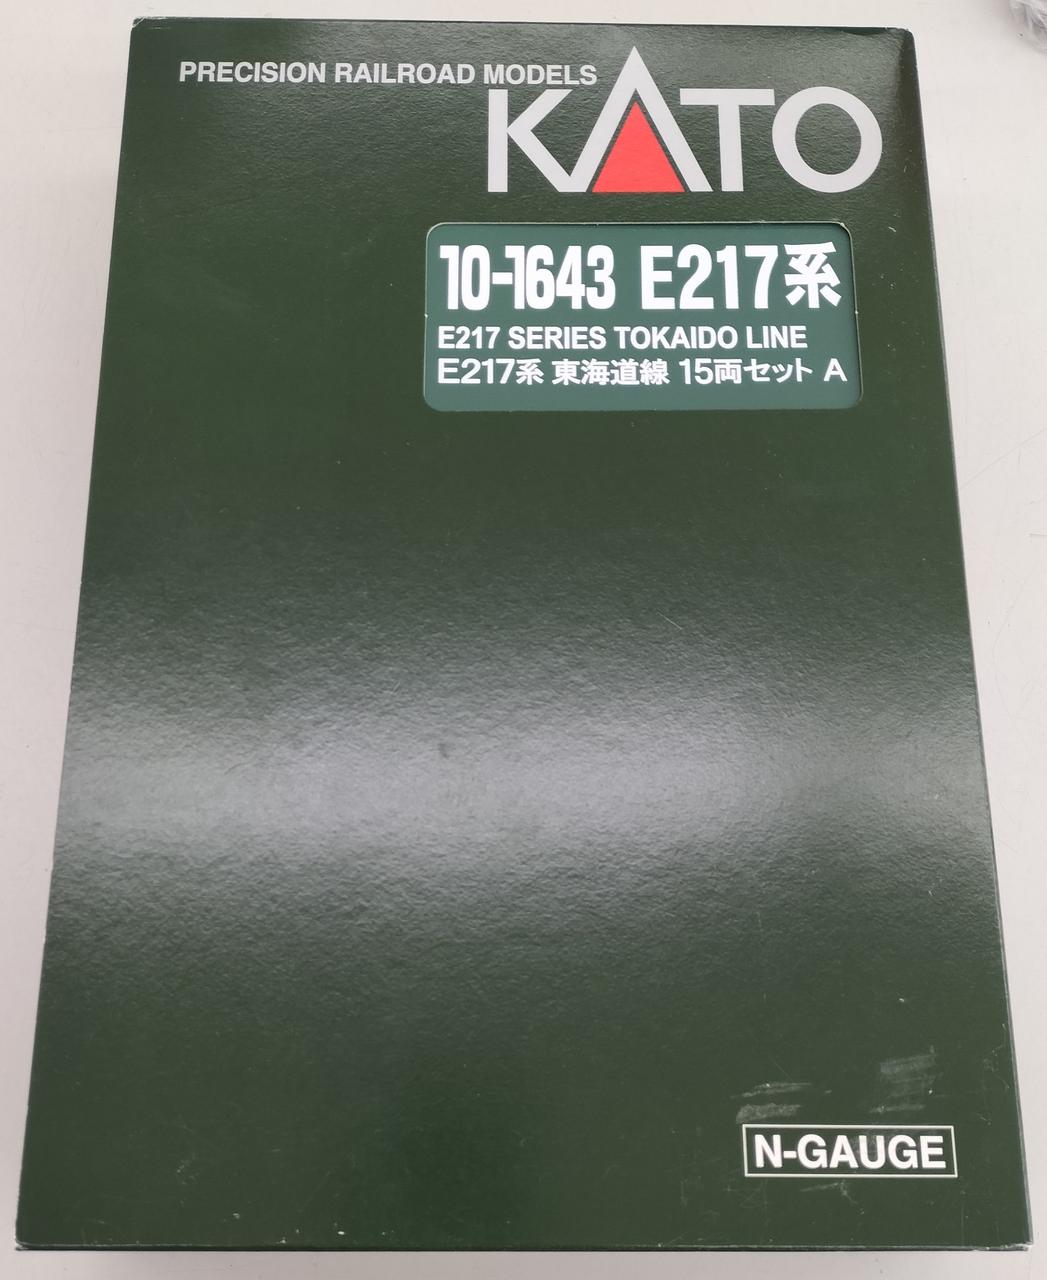 PRECISION RAILROAD MODELS
KATO
10-1643 E217系
E217 SERIES TOKAIDO LINE
E217系 東海道線 15両セット A
N-GAUGE